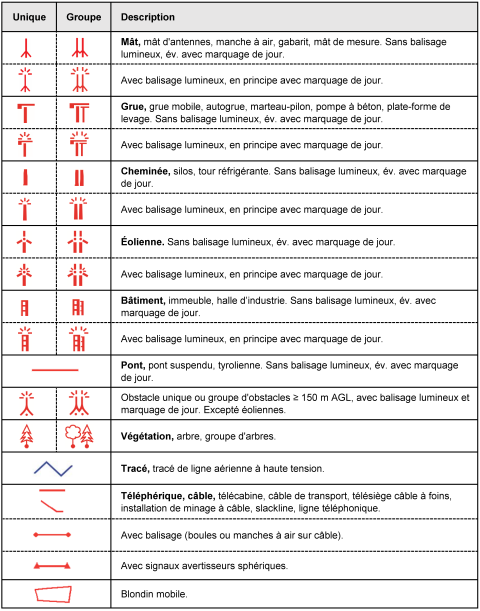 Unique Groupe Description
Mât, mât d'antennes, manche à air, gabarit, mât de mesure. Sans balisage
lumineux, év. avec marquage de jour.
Avec balisage lumineux, en principe avec marquage de jour.
Grue, grue mobile, autogrue, marteau-pilon, pompe à béton, plate-forme de
levage. Sans balisage lumineux, év. avec marquage de jour.
Avec balisage lumineux, en principe avec marquage de jour.
Cheminée, silos, tour réfrigérante. Sans balisage lumineux, év. avec marquage
de jour.
Avec balisage lumineux, en principe avec marquage de jour.
Éolienne. Sans balisage lumineux, év. avec marquage de jour.
Avec balisage lumineux, en principe avec marquage de jour.
Bâtiment, immeuble, halle d'industrie. Sans balisage lumineux, év. avec
marquage de jour.
Avec balisage lumineux, en principe avec marquage de jour.
Pont, pont suspendu, tyrolienne. Sans balisage lumineux, év. avec marquage
de jour.
Obstacle unique ou groupe d'obstacles ≥ 150 m AGL, avec balisage lumineux et
marquage de jour. Excepté éoliennes.
Végétation, arbre, groupe d'arbres.
Tracé, tracé de ligne aérienne à haute tension.
Téléphérique, câble, télécabine, câble de transport, télésiège câble à foins,
installation de minage à câble, slackline, ligne téléphonique.
Avec balisage (boules ou manches à air sur câble).
Avec signaux avertisseurs sphériques.
Blondin mobile.